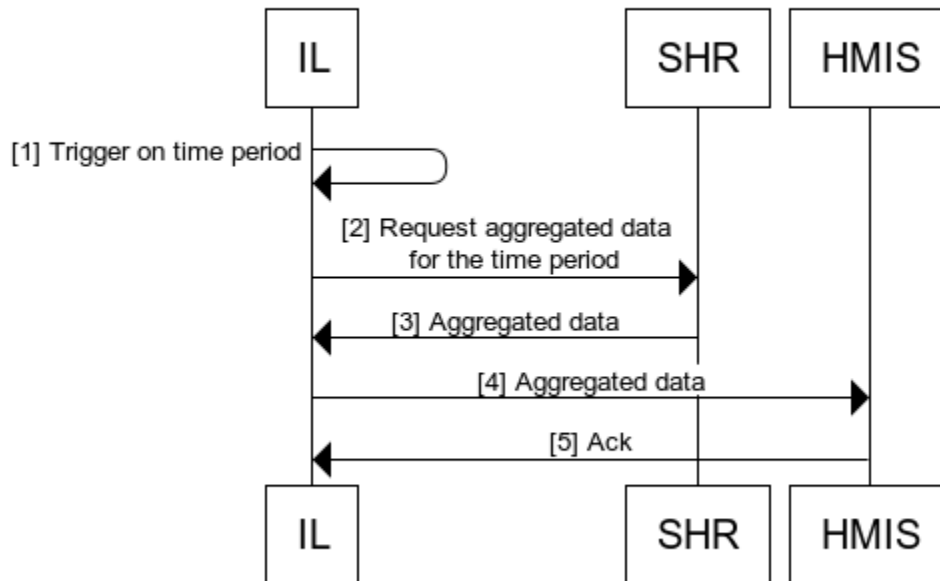 IL
SHR
HMIS
[1] Trigger on time period
[2] Request aggregated data
for the time period
[3] Aggregated data
[4] Aggregated data
[5] Ack
IL
SHR
HMIS